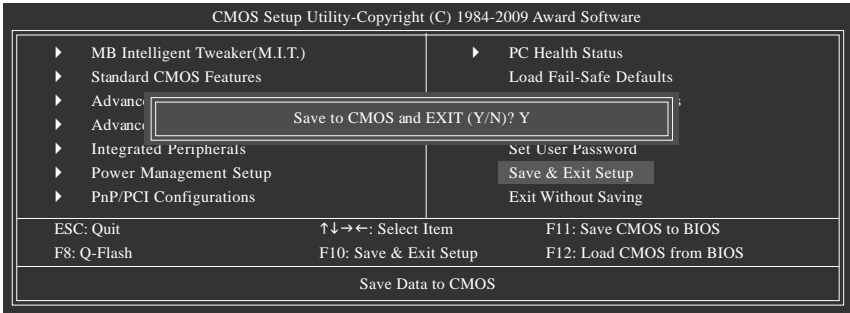 CMOS Setup Utility-Copyright (C) 1984-2009 Award Software
MB Intelligent Tweaker(M.I.T.)
Standard CMOS Features
Integrated Peripherals
Power Management Setup
PnP/PCI Configurations
PC Health Status
Load Fail-Safe Defaults
Set User Password
Save & Exit Setup
Exit Without Saving
Save to CMOS and EXIT (Y/N)? Y
ESC: Quit ↑↓→←: Select Item F11: Save CMOS to BIOS
F8: Q-Flash F10: Save & Exit Setup F12: Load CMOS from BIOS
Save Data to CMOS